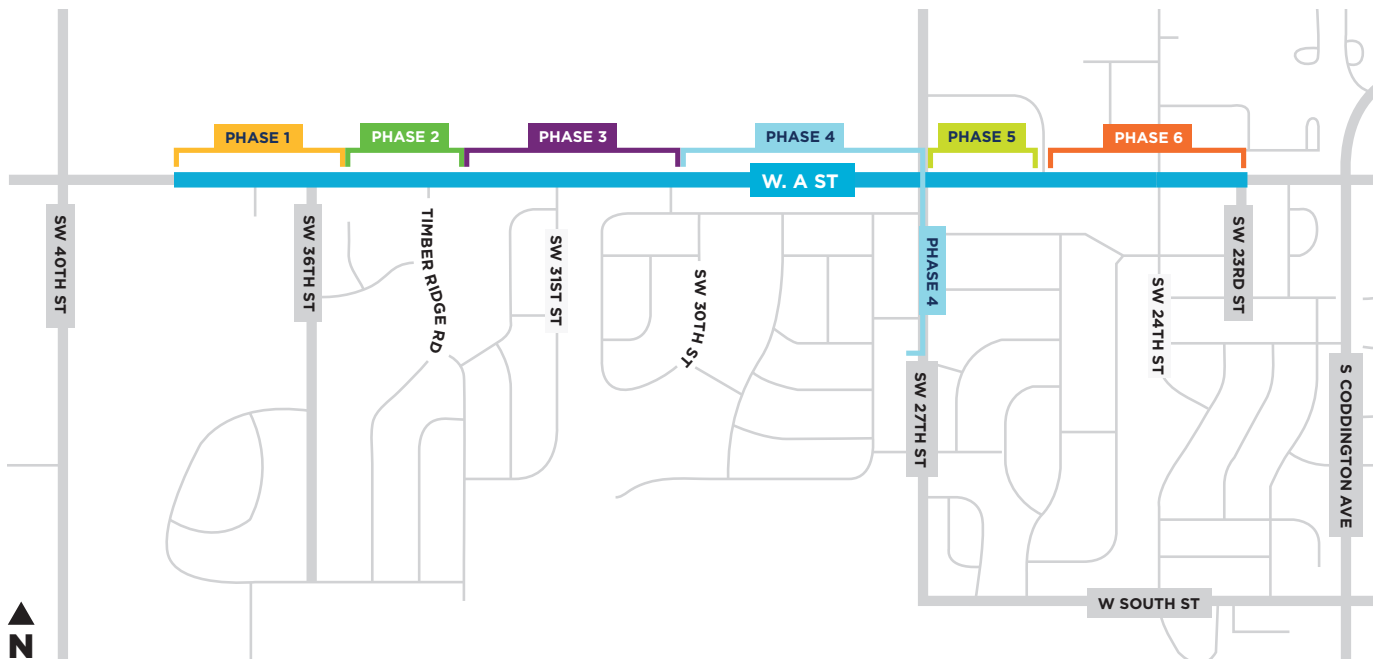 PHASE 1
PHASE 2
PHASE 3
PHASE 4
PHASE 5
PHASE 6
W. A ST
SW 40TH ST
SW 36TH ST
TIMBER RIDGE RD
SW 31ST ST
SW 30TH ST
PHASE 4
SW 27TH ST
SW 24TH ST
SW 23RD ST
S CODDINGTON AVE
W SOUTH ST
N